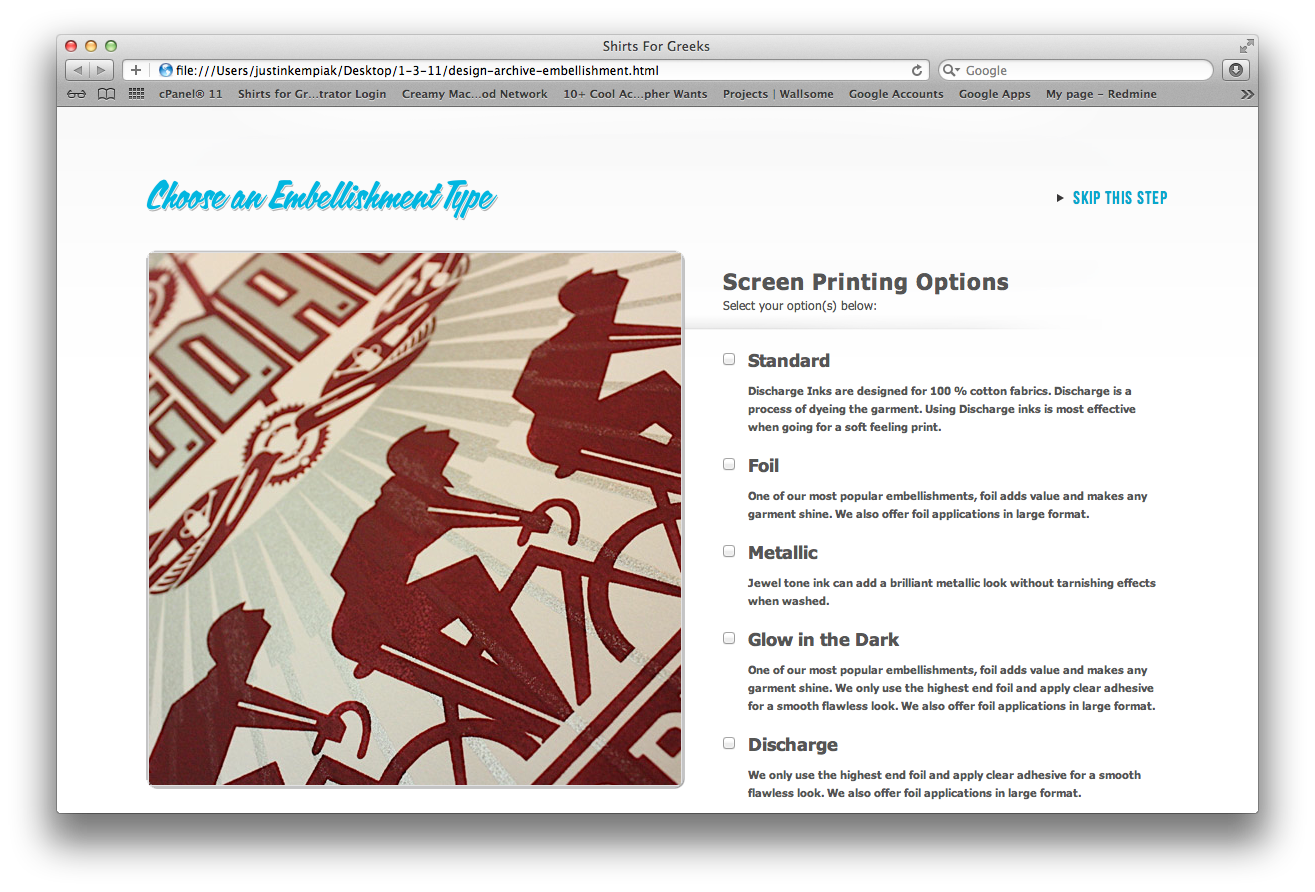 Shirts For Greeks
file:///Users/justinkempiak/Desktop/1-3-11/design-archive-embellishment.html
Google
cPanel® 11 Shirts for Gr...trator Login Creamy Mac...od Network 10+ Cool Ac...pher Wants Projects | Wallsome Google Accounts Google Apps My page – Redmine
Choose an Embellishment Type
SKIP THIS STEP
Screen Printing Options
Select your option(s) below:
Standard
Discharge Inks are designed for 100 % cotton fabrics. Discharge is a
process of dyeing the garment. Using Discharge inks is most effective
when going for a soft feeling print.
Foil
One of our most popular embellishments, foil adds value and makes any
garment shine. We also offer foil applications in large format.
Metallic
Jewel tone ink can add a brilliant metallic look without tarnishing effects
when washed.
Glow in the Dark
One of our most popular embellishments, foil adds value and makes any
garment shine. We only use the highest end foil and apply clear adhesive
for a smooth flawless look. We also offer foil applications in large format.
Discharge
We only use the highest end foil and apply clear adhesive for a smooth
flawless look. We also offer foil applications in large format.